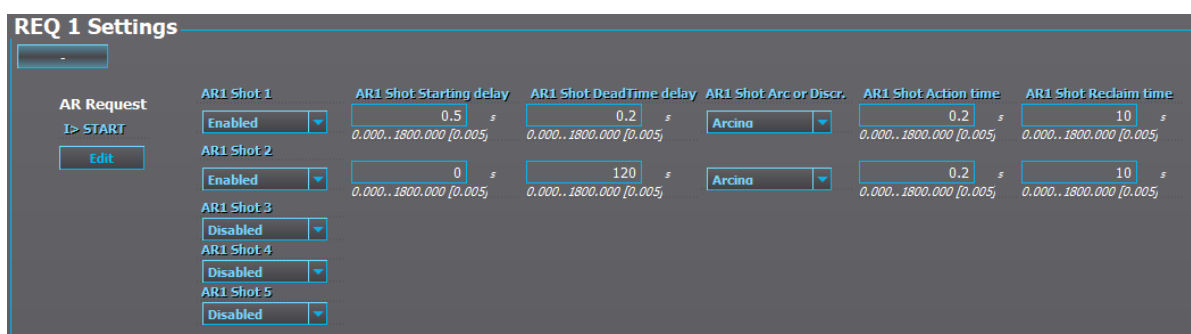 REQ 1 Settings
-
AR Request
I> START
Edit
AR1 Shot 1 AR1 Shot Starting delay AR1 Shot DeadTime delay AR1 Shot Arc or Discr. AR1 Shot Action time AR1 Shot Reclaim time
Enabled 0.5 s 0.2 s Arcing 0.2 s 10 s
0.000..1800.000 [0.005] 0.000..1800.000 [0.005] 0.000..1800.000 [0.005] 0.000..1800.000 [0.005]
AR1 Shot 2
Enabled 0 s 120 s Arcing 0.2 s 10 s
0.000..1800.000 [0.005] 0.000..1800.000 [0.005] 0.000..1800.000 [0.005] 0.000..1800.000 [0.005]
AR1 Shot 3
Disabled
AR1 Shot 4
Disabled
AR1 Shot 5
Disabled